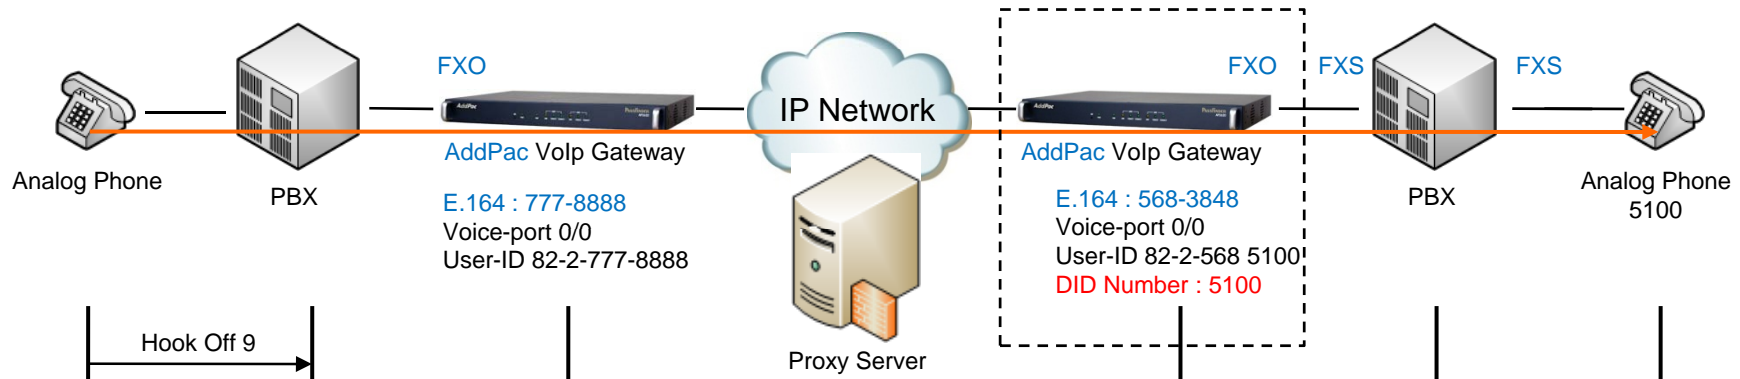 FXO
FXO
FXS
FXS
IP Network
AddPac
AddPac
AddPac VoIp Gateway
AddPac VoIp Gateway
Analog Phone
PBX
E.164 : 777-8888
Voice-port 0/0
User-ID 82-2-777-8888
E.164 : 568-3848
Voice-port 0/0
User-ID 82-2-568 5100
DID Number : 5100
PBX
Analog Phone
5100
Hook Off 9
Proxy Server